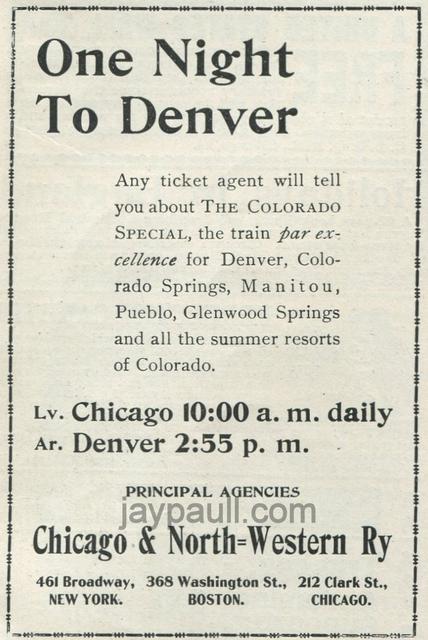 One Night
To Denver
Any ticket agent will tell
you about THE COLORADO
SPECIAL, the train par ex-
cellence for Denver, Colo-
rado Springs, Manitou,
Pueblo, Glenwood Springs
and all the summer resorts
of Colorado.
Lv. Chicago 10:00 a. m. daily
Ar. Denver 2:55 p. m.
PRINCIPAL AGENCIES
jaypaull.com
Chicago & North=Western Ry
461 Broadway, 368 Washington St., 212 Clark St.,
NEW YORK. BOSTON. CHICAGO.